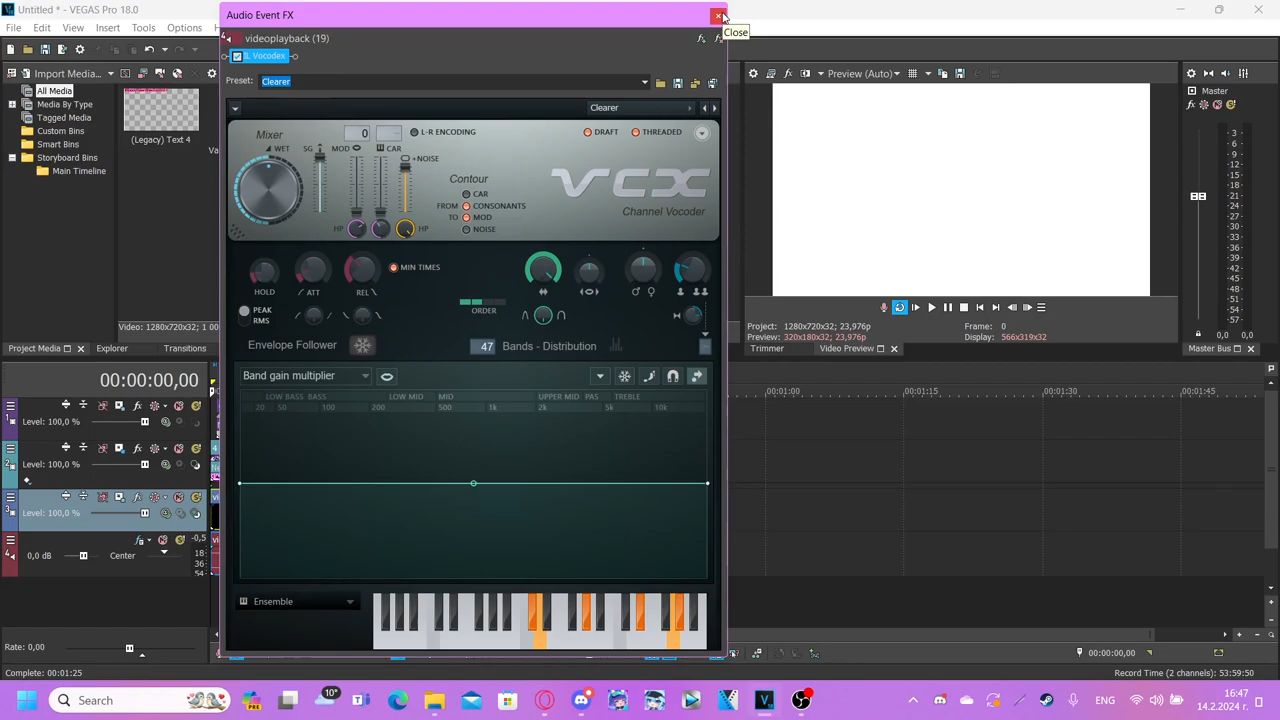 Untitled * - VEGAS Pro 18.0
File Edit View Insert Tools Options
Import Media...
All Media
Media By Type
Tagged Media
Custom Bins
Smart Bins
Storyboard Bins
Main Timeline
(Legacy) Text 4
Video: 1280x720x32; 1 00
Project Media
Explorer
Transitions
Audio Event FX
Close
videoplayback (19)
IL Vocodex
Preset:
Clearer
Clearer
Mixer
0
L-R ENCODING
DRAFT
THREADED
WET
SG
MOD
CAR
+NOISE
Contour
CAR
FROM
CONSONANTS
TO
MOD
NOISE
HP
HP
VCX
Channel Vocoder
HOLD
ATT
REL
MIN TIMES
PEAK
RMS
ORDER
Envelope Follower
47
Bands - Distribution
Band gain multiplier
LOW BASS BASS LOW MID MID UPPER MID PAS TREBLE
20 50 100 200 500 1k 2k 5k 10k
Ensemble
Preview (Auto)
Project: 1280x720x32; 23,976p
Preview: 320x180x32; 23,976p
Frame: 0
Display: 566x319x32
Trimmer
Video Preview
Master
3
6
9
12
15
18
21
24
27
30
33
36
39
42
45
48
51
54
57
0,0 0,0
Master Bus
00:00:00,00
00:01:00
00:01:15
00:01:30
00:01:45
1
Level: 100,0 %
2
Level: 100,0 %
3
Level: 100,0 %
4
0,0 dB
Center
-0,5
18
36
54
Rate: 0,00
Complete: 00:01:25
00:00:00,00
Record Time (2 channels): 53:59:50
Search
PRE
10°
ENG
16:47
14.2.2024 г.